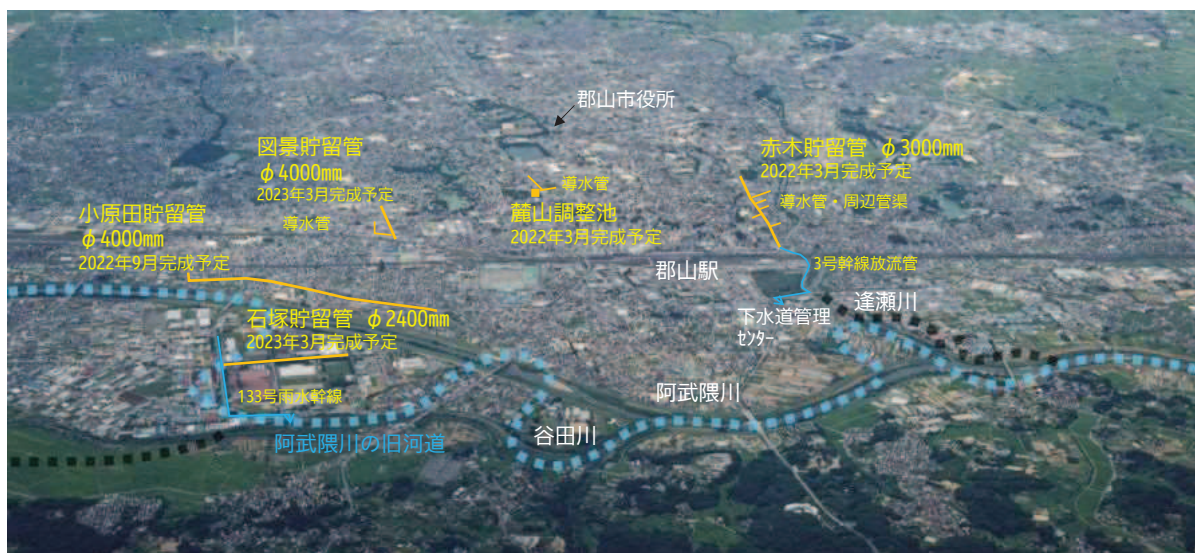 郡山市役所
図景貯留管
φ4000㎜
2023年3月完成予定
導水管
小原田貯留管
φ4000㎜
2022年9月完成予定
導水管
麓山調整池
2022年3月完成予定
赤木貯留管 φ3000㎜
2022年3月完成予定
導水管・周辺管渠
郡山駅
3号幹線放流管
下水道管理
ｾﾝﾀｰ
逢瀬川
石塚貯留管 φ2400㎜
2023年3月完成予定
133号雨水幹線
阿武隈川の旧河道
谷田川
阿武隈川